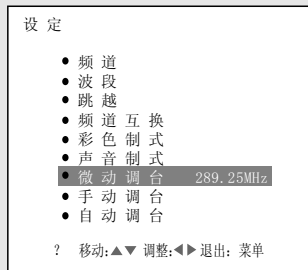 设 定
● 频 道
● 波 段
● 跳 越
● 频 道 互 换
● 彩 色 制 式
● 声 音 制 式
● 微 动 调 台 289.25MHz
● 手 动 调 台
● 自 动 调 台
? 移动:▲▼ 调整:◀▶ 退出: 菜单